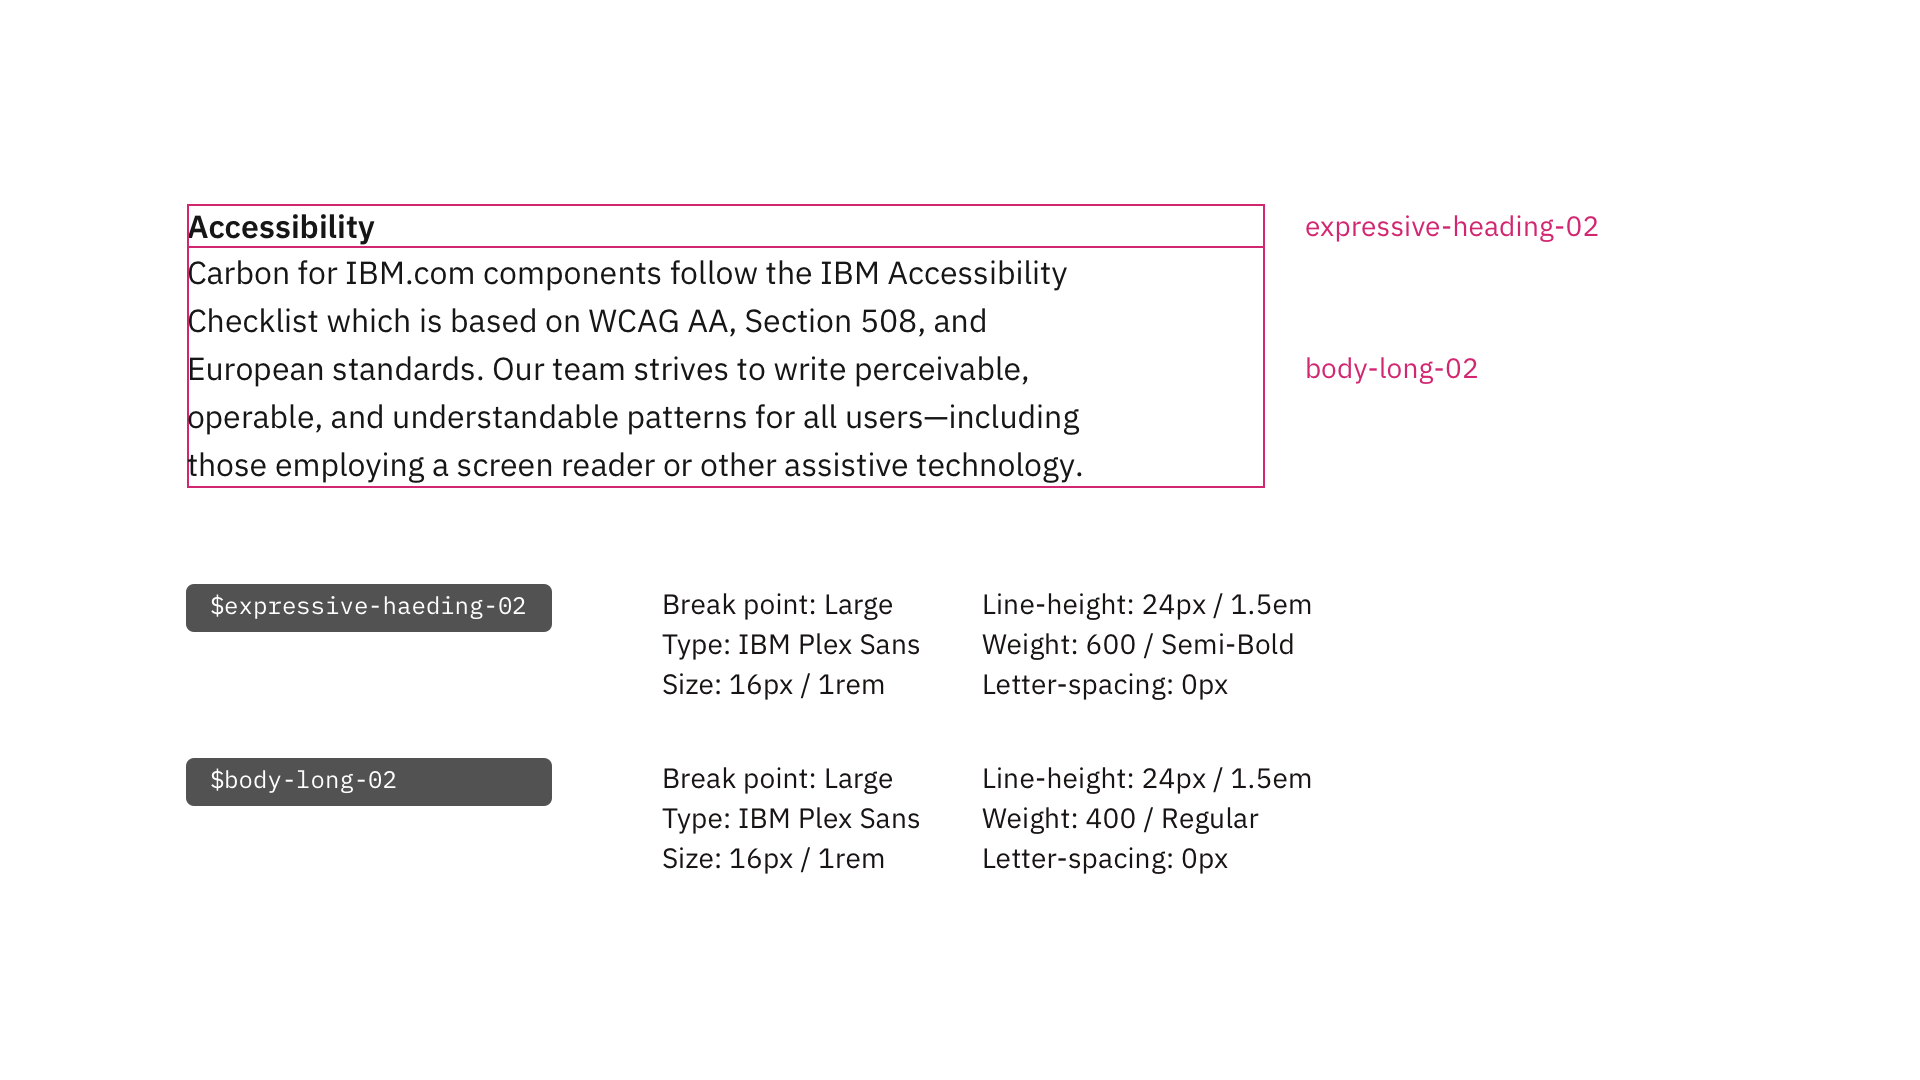 Accessibility
expressive-heading-02
Carbon for IBM.com components follow the IBM Accessibility
Checklist which is based on WCAG AA, Section 508, and
European standards. Our team strives to write perceivable,
body-long-02
operable, and understandable patterns for all users—including
those employing a screen reader or other assistive technology.
$expressive-haeding-02
Break point: Large
Type: IBM Plex Sans
Size: 16px / 1rem
Line-height: 24px / 1.5em
Weight: 600 / Semi-Bold
Letter-spacing: 0px
$body-long-02
Break point: Large
Type: IBM Plex Sans
Size: 16px / 1rem
Line-height: 24px / 1.5em
Weight: 400 / Regular
Letter-spacing: 0px